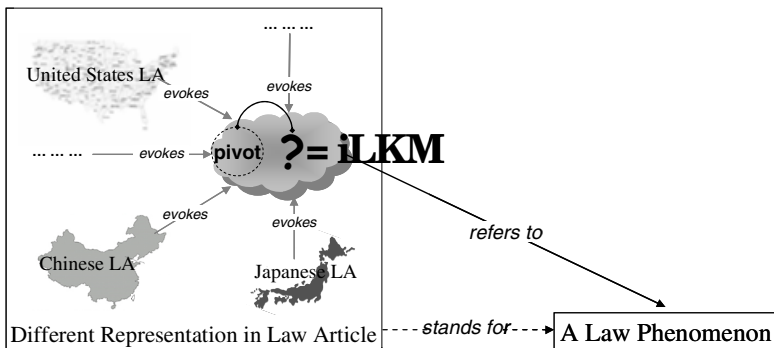 ... ... ...
United States LA
evokes
evokes
... ... ...
evokes
pivot
?= iLKM
evokes
evokes
refers to
Chinese LA
Japanese LA
Different Representation in Law Article
stands for
A Law Phenomenon